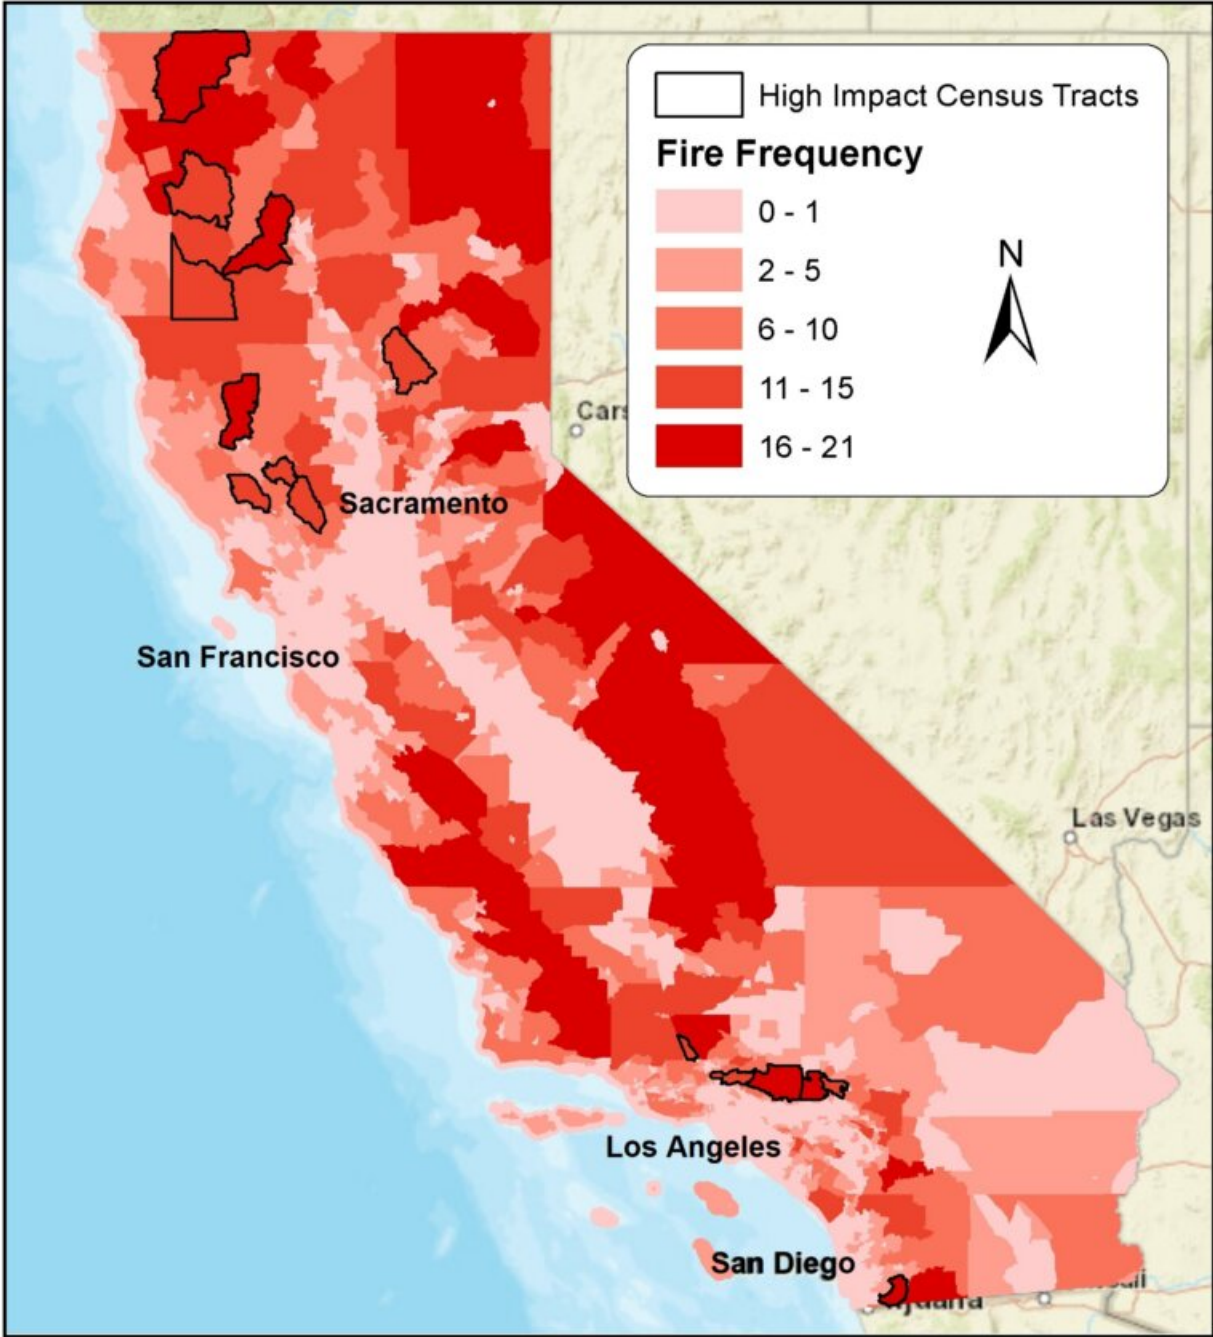 High Impact Census Tracts
Fire Frequency
0 - 1
2 - 5
6 - 10
11 - 15
16 - 21
N
Cars
Sacramento
San Francisco
Las Vegas
Los Angeles
San Diego